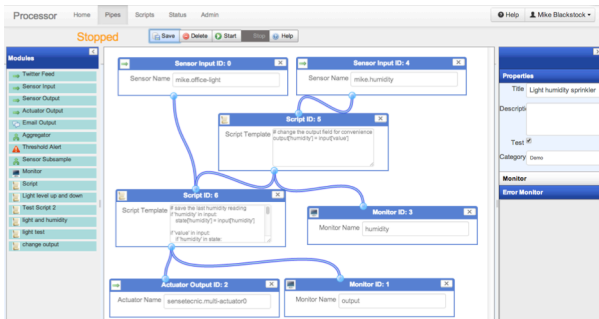 Processor Home Pipes Scripts Status Admin Help Mike Blackstock
Stopped Save Delete Start Stop Help
Modules
Twitter Feed
Sensor Input
Sensor Output
Actuator Output
Email Output
Aggregator
Threshold Alert
Sensor Subsample
Monitor
Script
Light level up and down
Test Script 2
light and humidity
light test
change output
Sensor Input ID: 0
Sensor Name mike.office-light
Sensor Input ID: 4
Sensor Name mike.humidity
Script ID: 5
Script Template # change the output field for convenience
output['humidity'] = input['value']
Script ID: 6
Script Template # save the last humidity reading
if 'humidity' in input:
state['humidity'] = input['humidity']
if 'value' in input:
if 'humidity' in state:
Monitor ID: 3
Monitor Name humidity
Actuator Output ID: 2
Actuator Name sensetecnic.multi-actuator0
Monitor ID: 1
Monitor Name output
Properties
Title Light humidity sprinkler
Descripti
Test
Category Demo
Monitor
Error Monitor